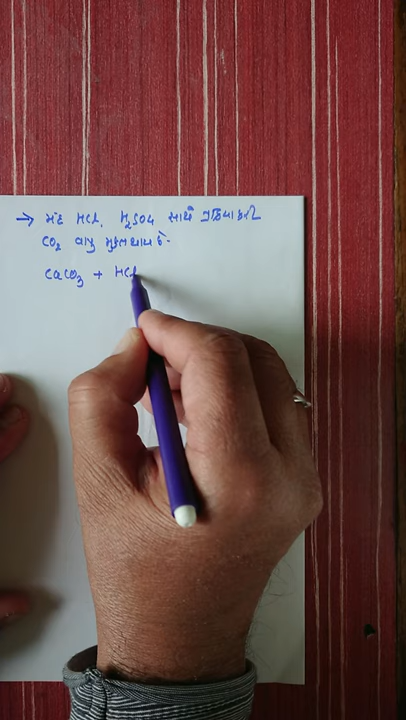 → મંદ HCl, H₂SO₄ સાથે પ્રક્રિયા કરી
CO₂ વાયુ મુક્ત થાય છે.
CaCO₃ + HCl